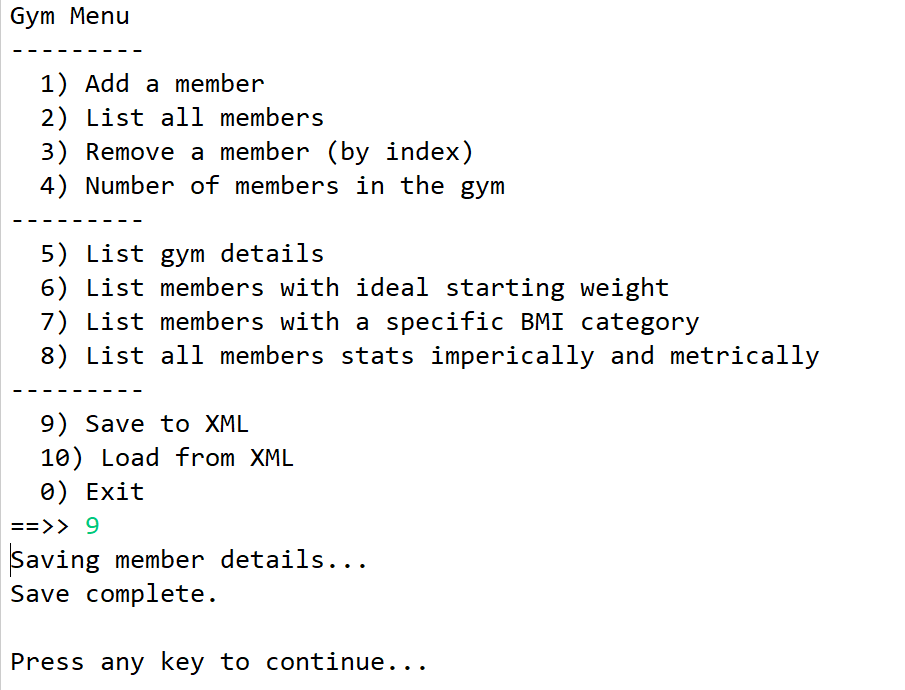 Gym Menu
---------
  1) Add a member
  2) List all members
  3) Remove a member (by index)
  4) Number of members in the gym
---------
  5) List gym details
  6) List members with ideal starting weight
  7) List members with a specific BMI category
  8) List all members stats imperically and metrically
---------
  9) Save to XML
  10) Load from XML
  0) Exit
==>> 9
Saving member details...
Save complete.

Press any key to continue...